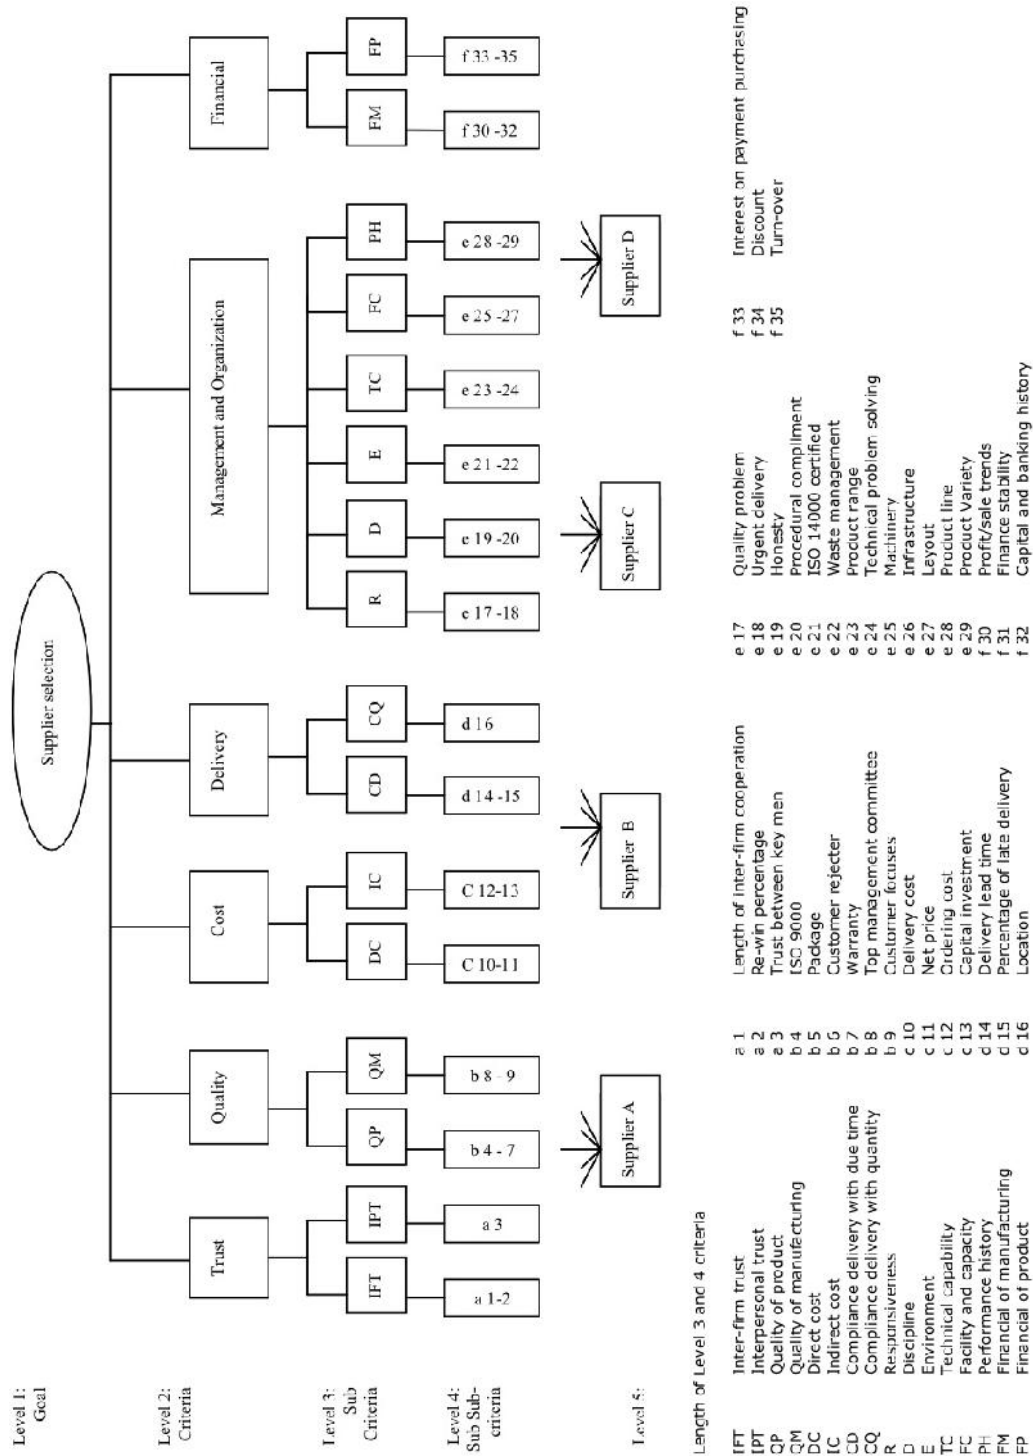 Level 1:
Goal
Supplier selection
Level 2:
Criteria
Trust
Quality
Cost
Delivery
Management and Organization
Financial
Level 3:
Sub
Criteria
IFT
IPT
QP
QM
DC
IC
CD
CQ
R
D
E
TC
FC
PH
FM
FP
Level 4:
Sub Sub-
criteria
a 1-2
a 3
b 4 - 7
b 8 - 9
C 10-11
C 12-13
d 14 -15
d 16
e 17 -18
e 19 -20
e 21 -22
e 23 -24
e 25 -27
e 28 -29
f 30 -32
f 33 -35
Level 5:
Supplier A
Supplier B
Supplier C
Supplier D
Length of Level 3 and 4 criteria
IFT Inter-firm trust
IPT Interpersonal trust
QP Quality of product
QM Quality of manufacturing
DC Direct cost
IC Indirect cost
CD Compliance delivery with due time
CQ Compliance delivery with quantity
R Responsiveness
D Discipline
E Environment
TC Technical capability
FC Facility and capacity
PH Performance history
FM Financial of manufacturing
FP Financial of product
a 1 Length of inter-firm cooperation
a 2 Re-win percentage
a 3 Trust between key men
b 4 ISO 9000
b 5 Package
b 6 Customer rejecter
b 7 Warranty
b 8 Top management committee
b 9 Customer focuses
c 10 Delivery cost
c 11 Net price
c 12 Ordering cost
c 13 Capital investment
d 14 Delivery lead time
d 15 Percentage of late delivery
d 16 Location
e 17 Quality problem
e 18 Urgent delivery
e 19 Honesty
e 20 Procedural compliment
e 21 ISO 14000 certified
e 22 Waste management
e 23 Product range
e 24 Technical problem solving
e 25 Machinery
e 26 Infrastructure
e 27 Layout
e 28 Product line
e 29 Product Variety
f 30 Profit/sale trends
f 31 Finance stability
f 32 Capital and banking history
f 33 Interest on payment purchasing
f 34 Discount
f 35 Turn-over